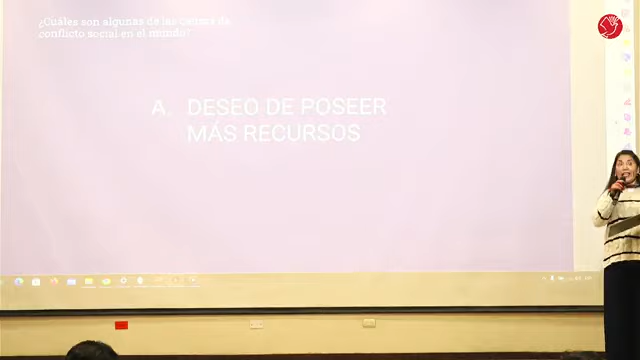 ¿Cuáles son algunas de las causas de
conflicto social en el mundo?
A. DESEO DE POSEER
MÁS RECURSOS